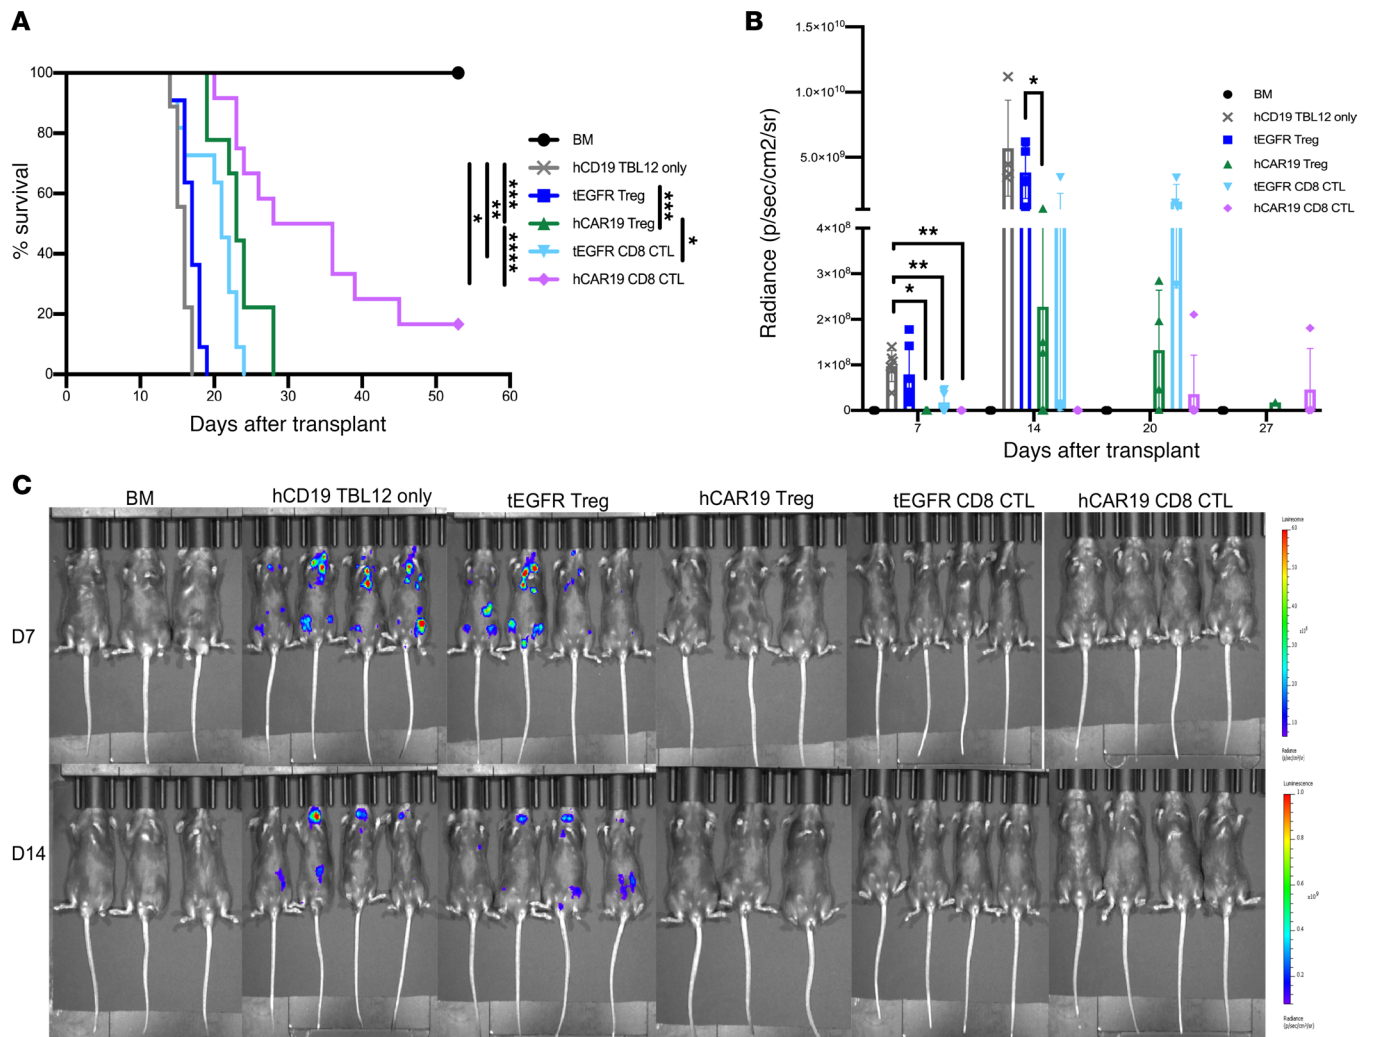 A
% survival
100
80
60
40
20
0
0 10 20 30 40 50 60
Days after transplant
BM
hCD19 TBL12 only
tEGFR Treg
hCAR19 Treg
tEGFR CD8 CTL
hCAR19 CD8 CTL
*
**
***
****
***
*
B
Radiance (p/sec/cm2/sr)
1.5×10¹⁰
1.0×10¹⁰
5.0×10⁹
4×10⁸
3×10⁸
2×10⁸
1×10⁸
0
**
**
*
*
7 14 20 27
Days after transplant
BM
hCD19 TBL12 only
tEGFR Treg
hCAR19 Treg
tEGFR CD8 CTL
hCAR19 CD8 CTL
C
BM hCD19 TBL12 only tEGFR Treg hCAR19 Treg tEGFR CD8 CTL hCAR19 CD8 CTL
D7
D14
Luminescence
1.0
0.8
0.6
x10⁹
0.4
0.2
Radiance
(p/sec/cm²/sr)